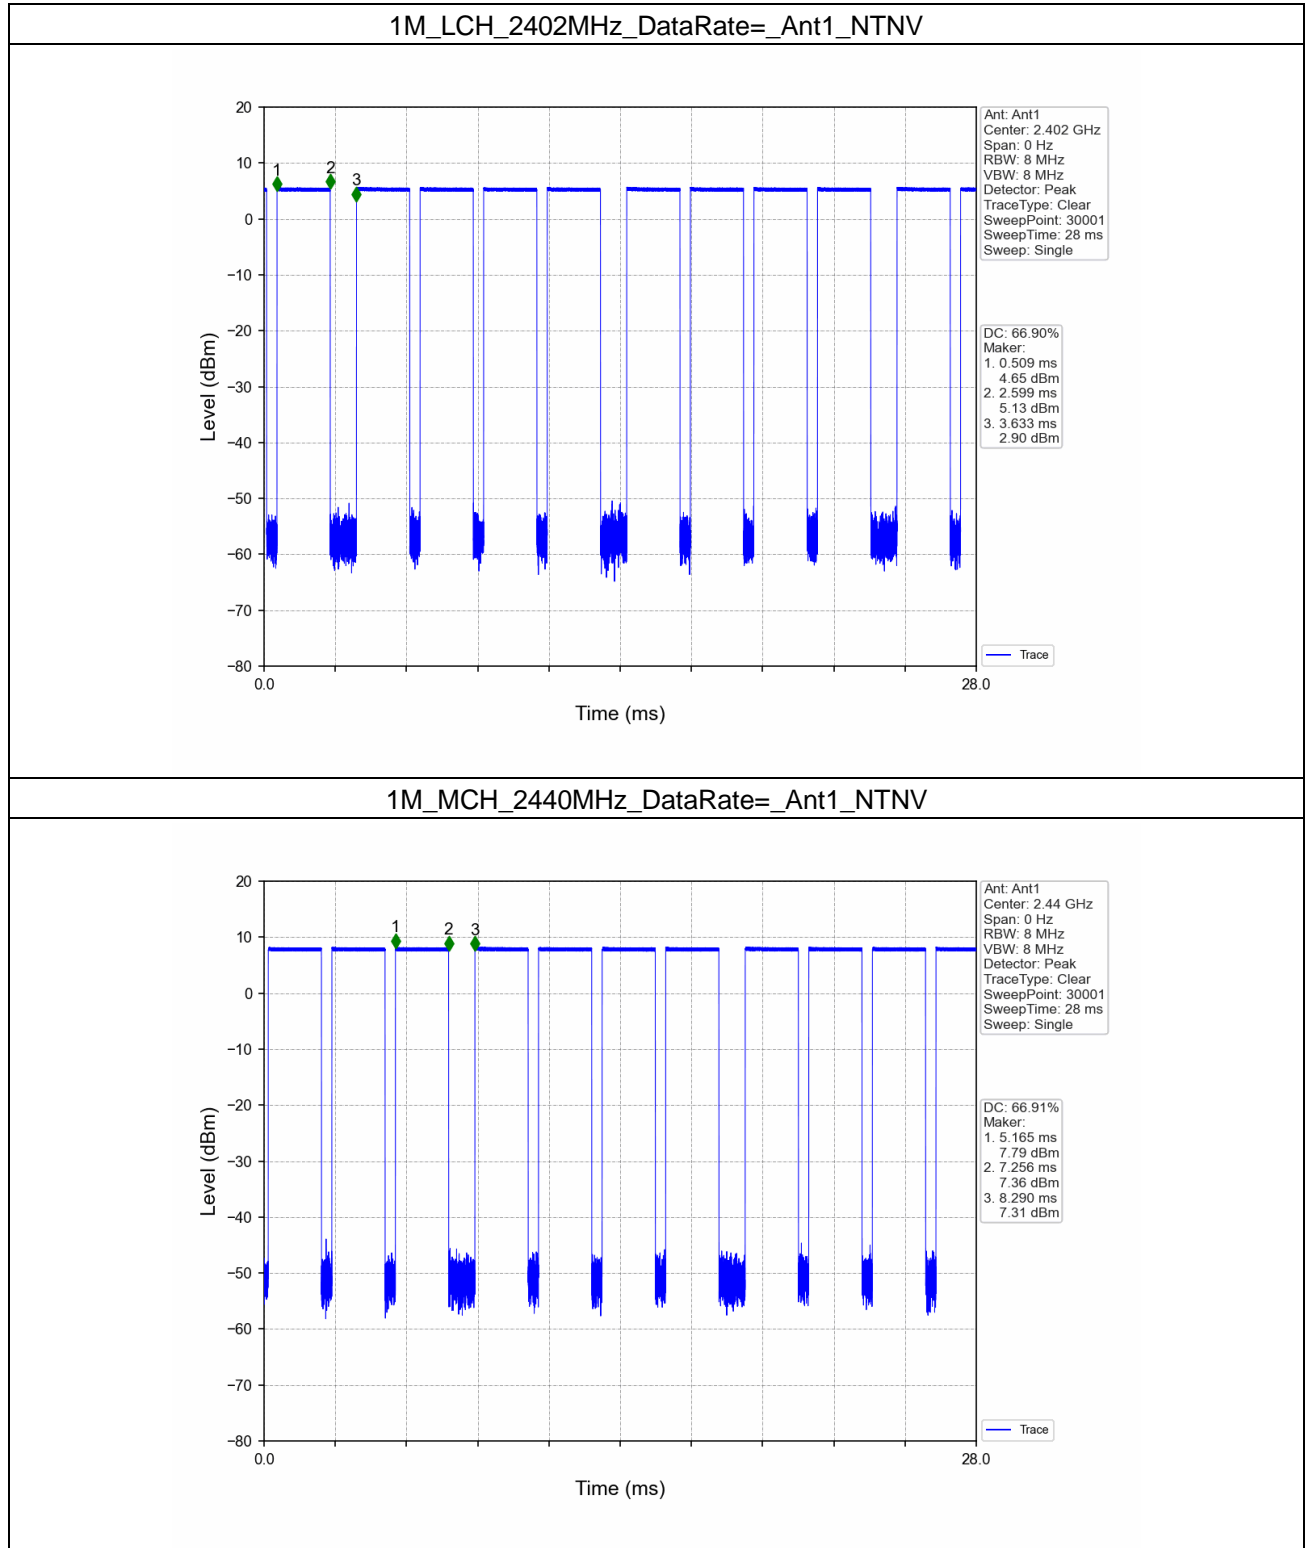 1M_LCH_2402MHz_DataRate=_Ant1_NTNV
20
10
0
−10
−20
−30
−40
−50
−60
−70
−80
Level (dBm)
1
2
3
0.0
28.0
Time (ms)
Ant: Ant1
Center: 2.402 GHz
Span: 0 Hz
RBW: 8 MHz
VBW: 8 MHz
Detector: Peak
TraceType: Clear
SweepPoint: 30001
SweepTime: 28 ms
Sweep: Single
DC: 66.90%
Maker:
1. 0.509 ms
4.65 dBm
2. 2.599 ms
5.13 dBm
3. 3.633 ms
2.90 dBm
Trace
1M_MCH_2440MHz_DataRate=_Ant1_NTNV
20
10
0
−10
−20
−30
−40
−50
−60
−70
−80
Level (dBm)
1
2
3
0.0
28.0
Time (ms)
Ant: Ant1
Center: 2.44 GHz
Span: 0 Hz
RBW: 8 MHz
VBW: 8 MHz
Detector: Peak
TraceType: Clear
SweepPoint: 30001
SweepTime: 28 ms
Sweep: Single
DC: 66.91%
Maker:
1. 5.165 ms
7.79 dBm
2. 7.256 ms
7.36 dBm
3. 8.290 ms
7.31 dBm
Trace